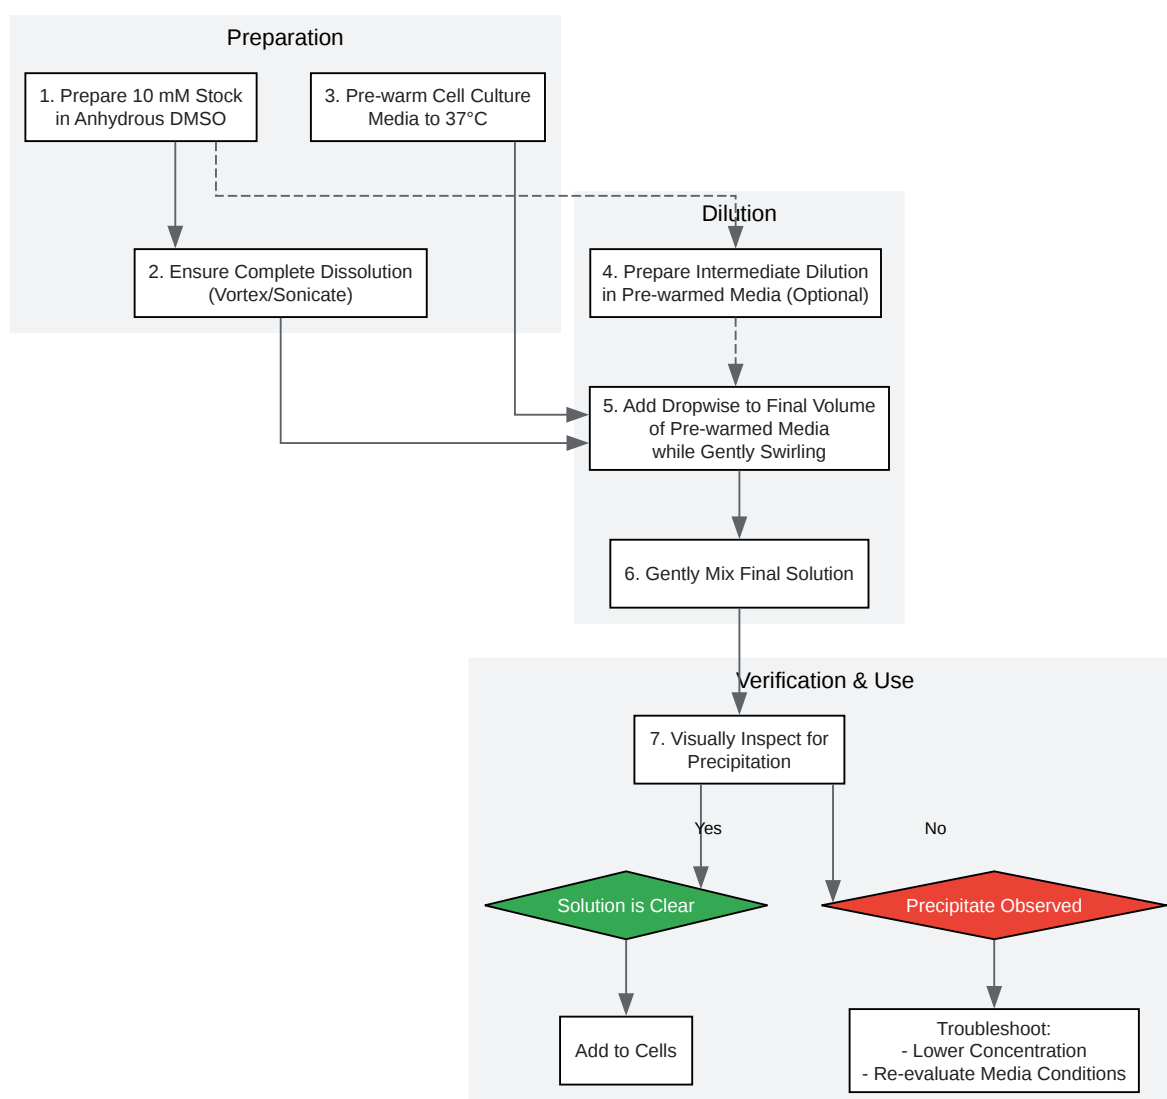 Preparation
1. Prepare 10 mM Stock
in Anhydrous DMSO
3. Pre-warm Cell Culture
Media to 37°C
2. Ensure Complete Dissolution
(Vortex/Sonicate)
Dilution
4. Prepare Intermediate Dilution
in Pre-warmed Media (Optional)
5. Add Dropwise to Final Volume
of Pre-warmed Media
while Gently Swirling
6. Gently Mix Final Solution
Verification & Use
7. Visually Inspect for
Precipitation
Yes
No
Solution is Clear
Precipitate Observed
Add to Cells
Troubleshoot:
- Lower Concentration
- Re-evaluate Media Conditions